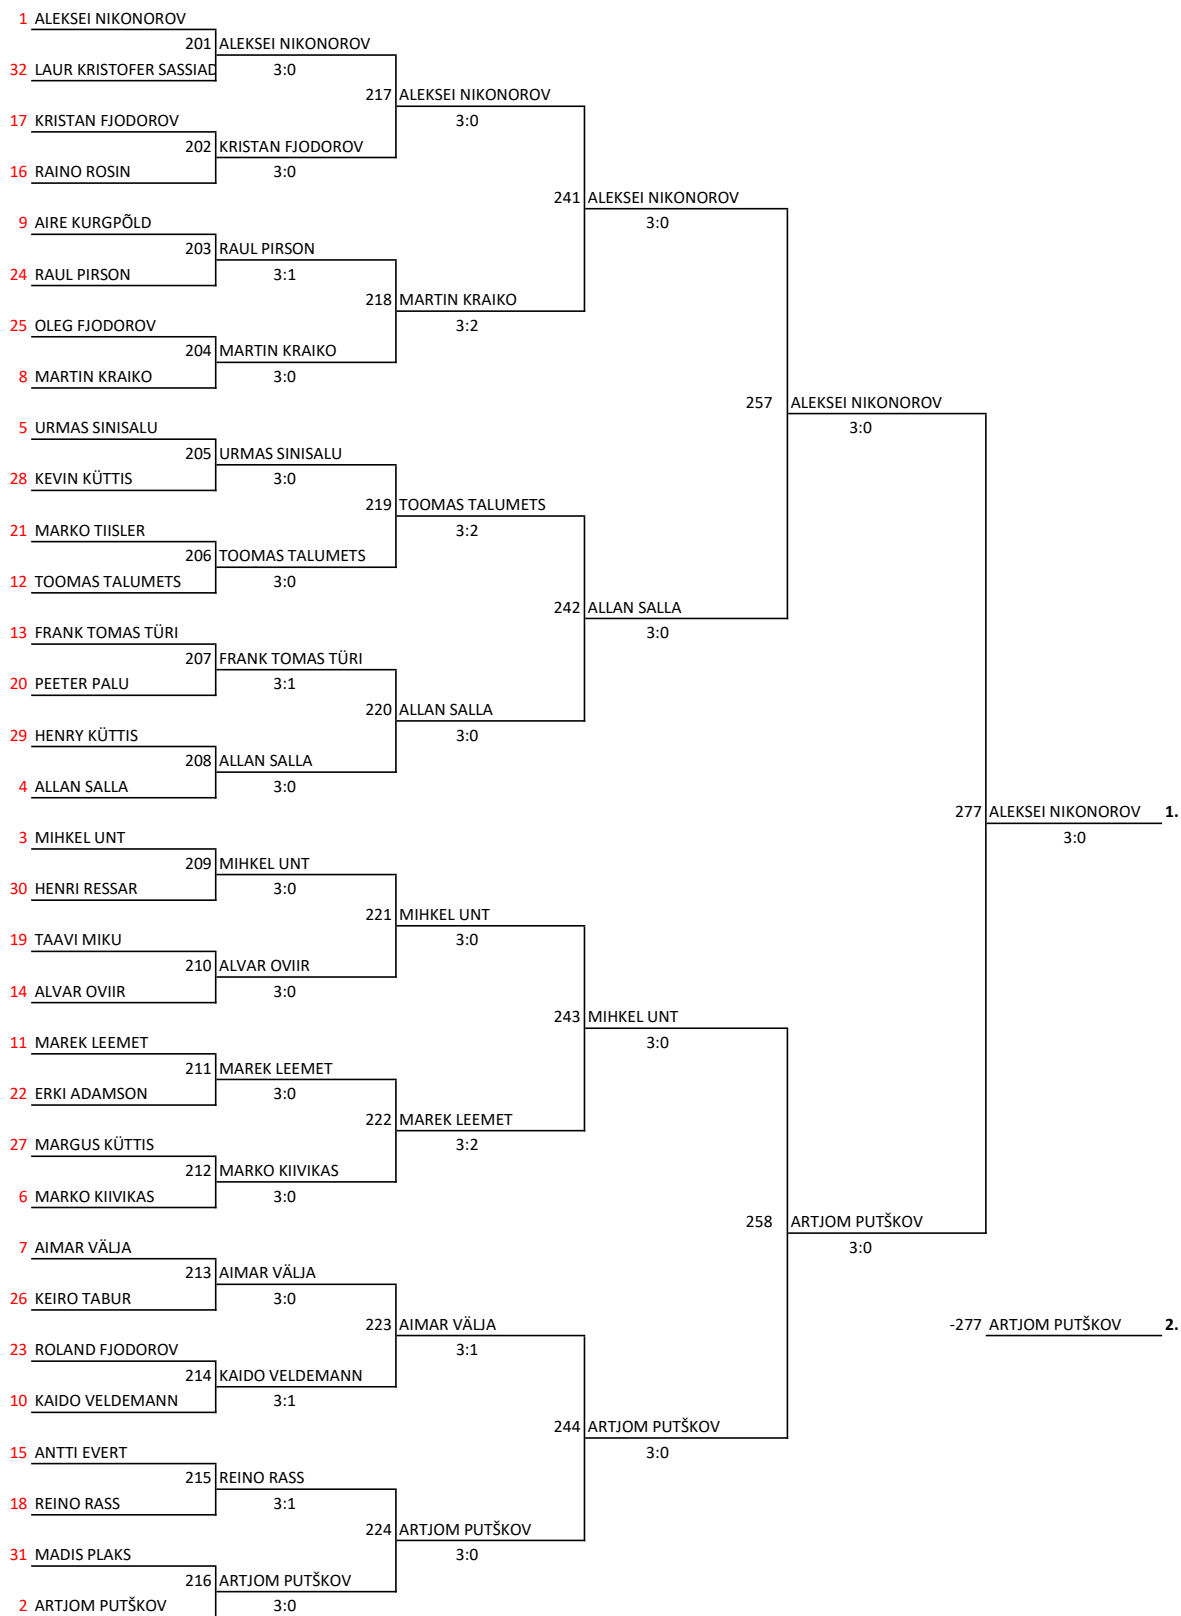 1 ALEKSEI NIKONOROV
201 ALEKSEI NIKONOROV
32 LAUR KRISTOFER SASSIAD 3:0
217 ALEKSEI NIKONOROV
17 KRISTAN FJODOROV 3:0
202 KRISTAN FJODOROV
16 RAINO ROSIN 3:0
241 ALEKSEI NIKONOROV
9 AIRE KURGPÕLD 3:0
203 RAUL PIRSON
24 RAUL PIRSON 3:1
218 MARTIN KRAIKO
25 OLEG FJODOROV 3:2
204 MARTIN KRAIKO
8 MARTIN KRAIKO 3:0
257 ALEKSEI NIKONOROV
5 URMAS SINISALU 3:0
205 URMAS SINISALU
28 KEVIN KÜTTIS 3:0
219 TOOMAS TALUMETS
21 MARKO TIISLER 3:2
206 TOOMAS TALUMETS
12 TOOMAS TALUMETS 3:0
242 ALLAN SALLA
13 FRANK TOMAS TÜRI 3:0
207 FRANK TOMAS TÜRI
20 PEETER PALU 3:1
220 ALLAN SALLA
29 HENRY KÜTTIS 3:0
208 ALLAN SALLA
4 ALLAN SALLA 3:0
277 ALEKSEI NIKONOROV 1.
3 MIHKEL UNT 3:0
209 MIHKEL UNT
30 HENRI RESSAR 3:0
221 MIHKEL UNT
19 TAAVI MIKU 3:0
210 ALVAR OVIIR
14 ALVAR OVIIR 3:0
243 MIHKEL UNT
11 MAREK LEEMET 3:0
211 MAREK LEEMET
22 ERKI ADAMSON 3:0
222 MAREK LEEMET
27 MARGUS KÜTTIS 3:2
212 MARKO KIIVIKAS
6 MARKO KIIVIKAS 3:0
258 ARTJOM PUTŠKOV
7 AIMAR VÄLJA 3:0
213 AIMAR VÄLJA
26 KEIRO TABUR 3:0
223 AIMAR VÄLJA -277 ARTJOM PUTŠKOV 2.
23 ROLAND FJODOROV 3:1
214 KAIDO VELDEMANN
10 KAIDO VELDEMANN 3:1
244 ARTJOM PUTŠKOV
15 ANTTI EVERT 3:0
215 REINO RASS
18 REINO RASS 3:1
224 ARTJOM PUTŠKOV
31 MADIS PLAKS 3:0
216 ARTJOM PUTŠKOV
2 ARTJOM PUTŠKOV 3:0